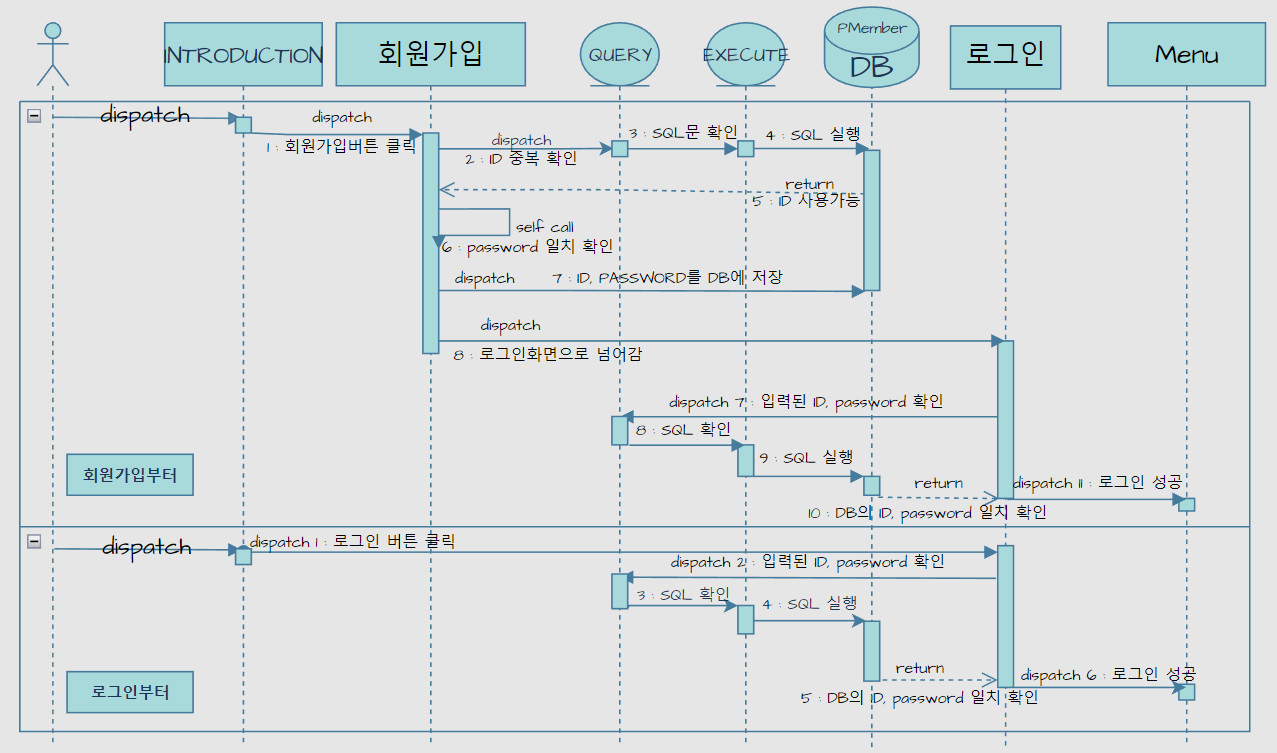 INTRODUCTION
회원가입
QUERY
EXECUTE
PMember
DB
로그인
Menu
dispatch
dispatch
1 : 회원가입버튼 클릭
dispatch
2 : ID 중복 확인
3 : SQL문 확인
4 : SQL 실행
return
5 : ID 사용가능
self call
6 : password 일치 확인
dispatch
7 : ID, PASSWORD를 DB에 저장
dispatch
8 : 로그인화면으로 넘어감
dispatch 7 : 입력된 ID, password 확인
8 : SQL 확인
9 : SQL 실행
return
dispatch 11 : 로그인 성공
10 : DB의 ID, password 일치 확인
회원가입부터
dispatch
dispatch 1 : 로그인 버튼 클릭
dispatch 2 : 입력된 ID, password 확인
3 : SQL 확인
4 : SQL 실행
return
dispatch 6 : 로그인 성공
5 : DB의 ID, password 일치 확인
로그인부터